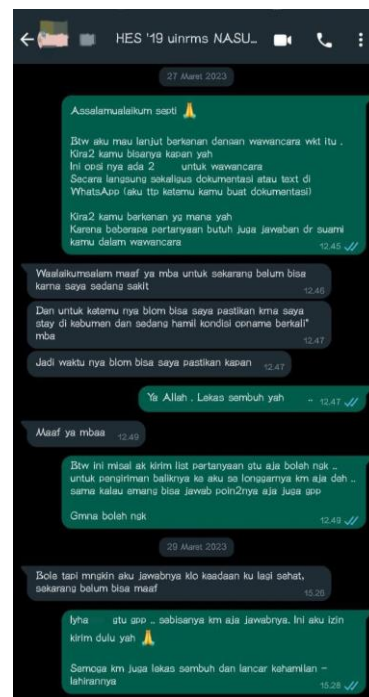 HES '19 uinrms NASU...
27 Maret 2023
Assalamualaikum septi 🙏
Btw aku mau lanjut berkenan dengan wawancara wkt itu .
Kira2 kamu bisanya kapan yah
Ini opsi nya ada 2 untuk wawancara
Secara langsung sekaligus dokumentasi atau text di
WhatsApp (aku ttp ketemu kamu buat dokumentasi)
Kira2 kamu berkenan yg mana yah
Karena beberapa pertanyaan butuh juga jawaban dr suami
kamu dalam wawancara
12.45
Waalaikumsalam maaf ya mba untuk sekarang belum bisa
karna saya sedang sakit
12.46
Dan untuk ketemu nya blom bisa saya pastikan krna saya
stay di kebumen dan sedang hamil kondisi opname berkali"
mba
12.47
Jadi waktu nya blom bisa saya pastikan kapan
12.47
Ya Allah . Lekas sembuh yah
12.47
Maaf ya mbaa
12.49
Btw ini misal ak kirim list pertanyaan gtu aja boleh ngk ..
untuk pengiriman baliknya ke aku se longgarnya km aja deh ..
sama kalau emang bisa jawab poin2nya aja juga gpp
Gmna boleh ngk
12.49
29 Maret 2023
Bole tapi mngkin aku jawabnya klo keadaan ku lagi sehat,
sekarang belum bisa maaf
15.26
Iyha gtu gpp .. sebisanya km aja jawabnya. Ini aku izin
kirim dulu yah 🙏
Semoga km juga lekas sembuh dan lancar kehamilan –
lahirannya
15.28